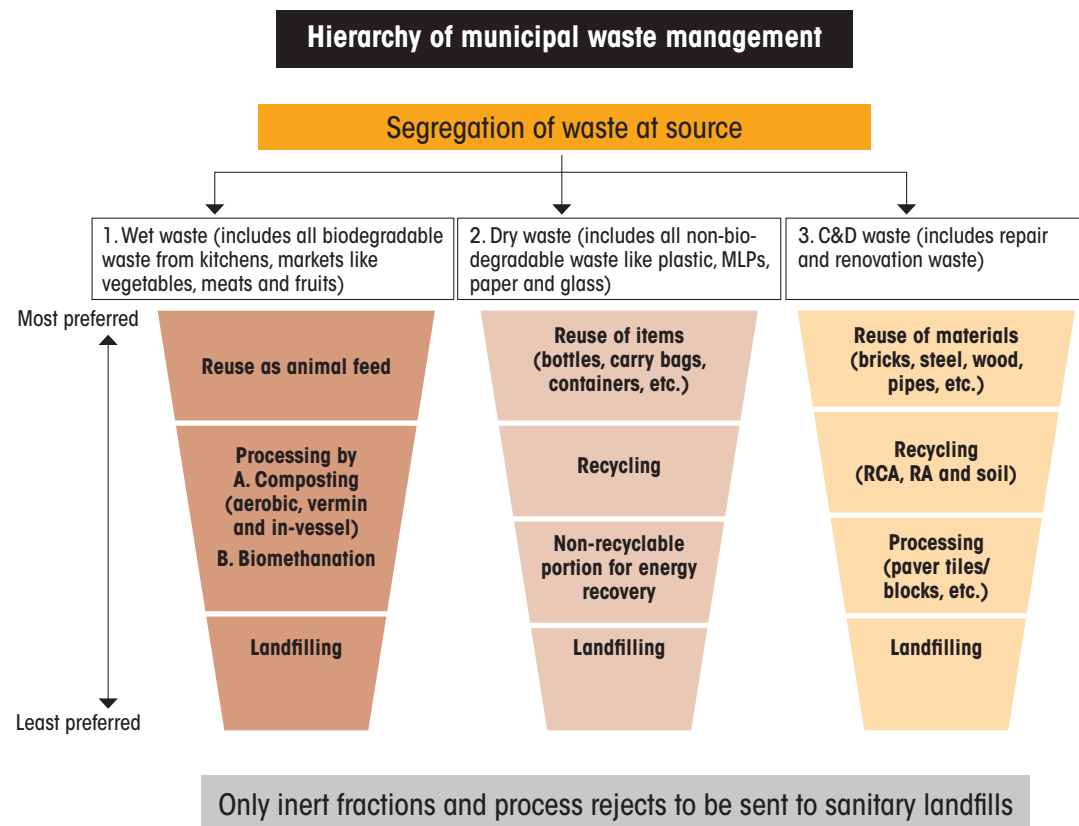 Hierarchy of municipal waste management
Segregation of waste at source
1. Wet waste (includes all biodegradable
waste from kitchens, markets like
vegetables, meats and fruits)
2. Dry waste (includes all non-bio-
degradable waste like plastic, MLPs,
paper and glass)
3. C&D waste (includes repair
and renovation waste)
Most preferred
Least preferred
Reuse as animal feed
Processing by
A. Composting
(aerobic, vermin
and in-vessel)
B. Biomethanation
Landfilling
Reuse of items
(bottles, carry bags,
containers, etc.)
Recycling
Non-recyclable
portion for energy
recovery
Landfilling
Reuse of materials
(bricks, steel, wood,
pipes, etc.)
Recycling
(RCA, RA and soil)
Processing
(paver tiles/
blocks, etc.)
Landfilling
Only inert fractions and process rejects to be sent to sanitary landfills